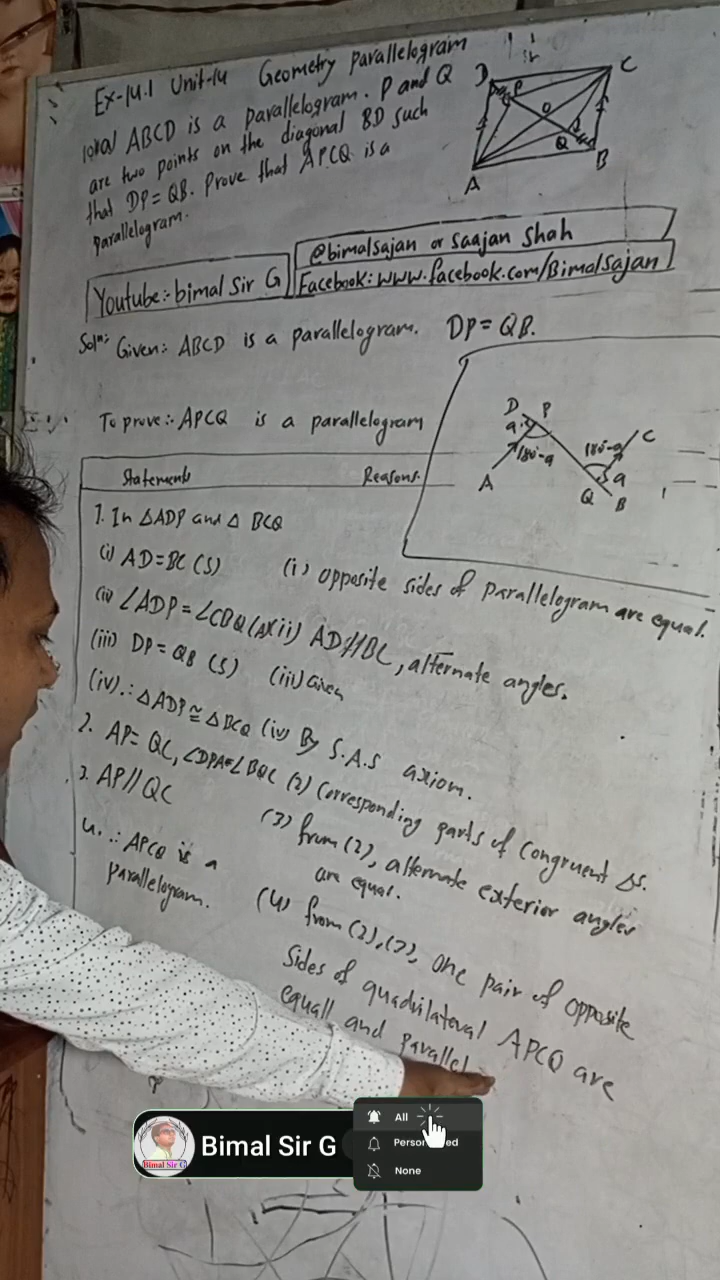 Ex-14.1 Unit-14 Geometry Parallelogram
10(a) ABCD is a parallelogram. P and Q
are two points on the diagonal BD such
that DP = QB. Prove that APCQ is a
parallelogram.
D
P
C
O
Q
B
A
Youtube:- bimal Sir G
@bimalsajan or Saajan Shah
Facebook: www.facebook.com/BimalSajan
Solⁿ: Given: ABCD is a parallelogram. DP = QB.
To prove:- APCQ is a parallelogram
D P
a
180°-a
A
180°-a
C
a
Q B
Statements Reasons.
1. In ΔADP and Δ BCQ
(i) AD = BC (S) (i) opposite sides of parallelogram are equal.
(ii) ∠ADP = ∠CBQ (A) (ii) AD//BC, alternate angles.
(iii) DP = QB (S) (iii) Given
(iv) ∴ ΔADP ≅ ΔBCQ (iv) By S.A.S axiom.
2. AP = QC, ∠DPA = ∠BQC (2) Corresponding parts of congruent Δs.
3. AP // QC (3) from (2), alternate exterior angles
are equal.
4. ∴ APCQ is a
parallelogram.
(4) from (2), (3), one pair of opposite
sides of quadrilateral APCQ are
equall and parallel
Bimal Sir G
Bimal Sir G
All
None